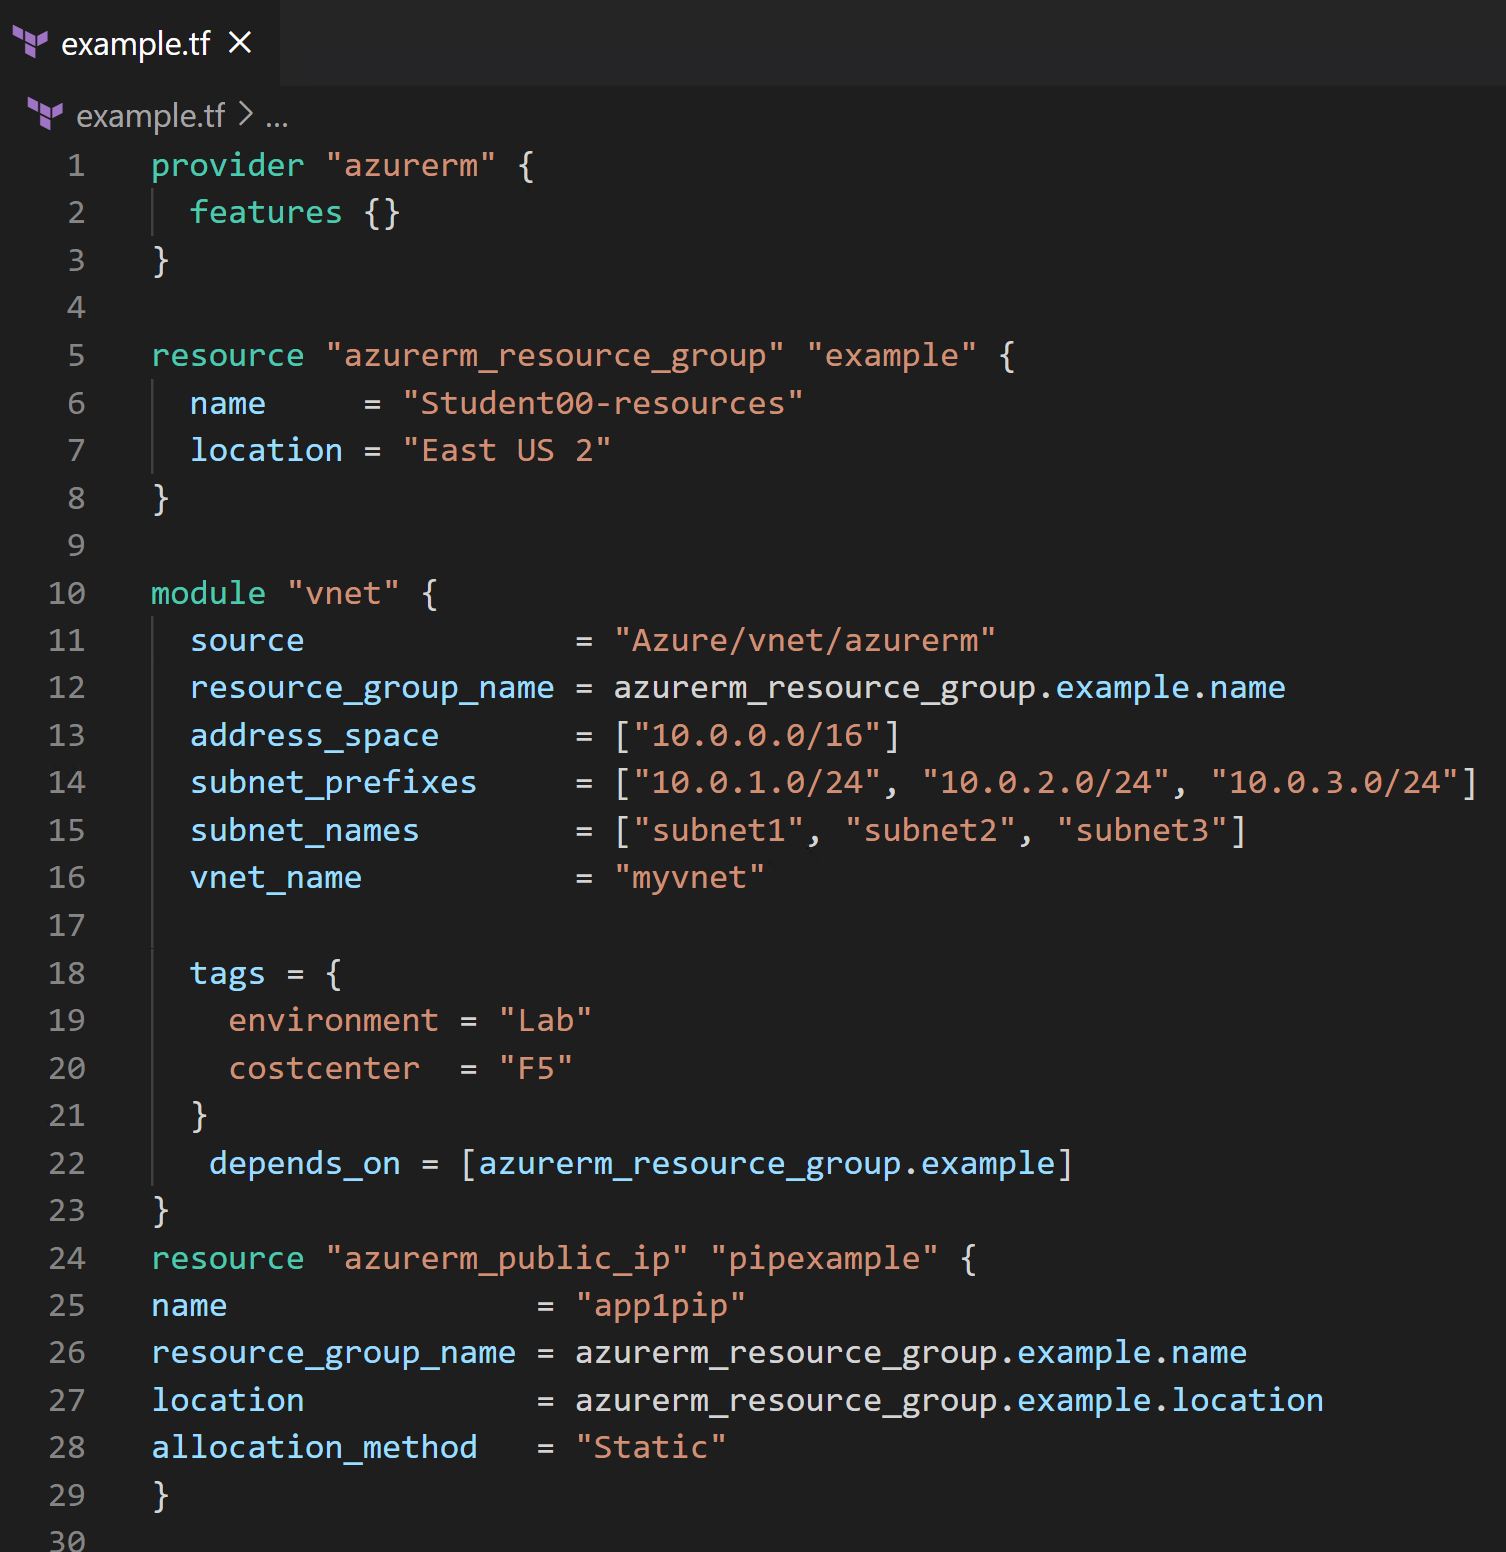 example.tf ×
example.tf > ...
1 provider "azurerm" {
2   features {}
3 }
4
5 resource "azurerm_resource_group" "example" {
6   name     = "Student00-resources"
7   location = "East US 2"
8 }
9
10 module "vnet" {
11   source              = "Azure/vnet/azurerm"
12   resource_group_name = azurerm_resource_group.example.name
13   address_space       = ["10.0.0.0/16"]
14   subnet_prefixes     = ["10.0.1.0/24", "10.0.2.0/24", "10.0.3.0/24"]
15   subnet_names        = ["subnet1", "subnet2", "subnet3"]
16   vnet_name           = "myvnet"
17
18   tags = {
19     environment = "Lab"
20     costcenter  = "F5"
21   }
22    depends_on = [azurerm_resource_group.example]
23 }
24 resource "azurerm_public_ip" "pipexample" {
25 name                = "app1pip"
26 resource_group_name = azurerm_resource_group.example.name
27 location            = azurerm_resource_group.example.location
28 allocation_method   = "Static"
29 }
30